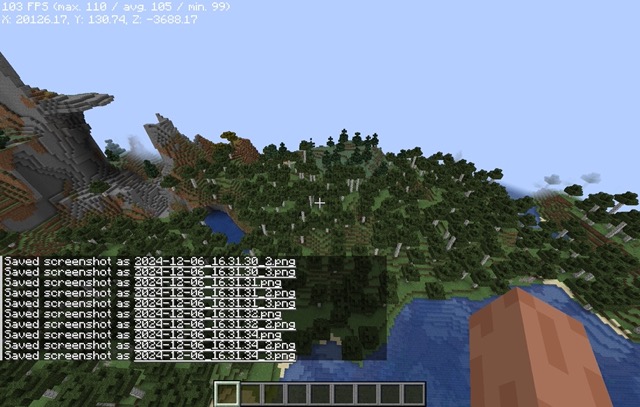 103 FPS (max. 110 / avg. 105 / min. 99)
X: 20126.17, Y: 130.74, Z: -3688.17
Saved screenshot as 2024-12-06_16.31.30_2.png
Saved screenshot as 2024-12-06_16.31.30_3.png
Saved screenshot as 2024-12-06_16.31.31.png
Saved screenshot as 2024-12-06_16.31.31_2.png
Saved screenshot as 2024-12-06_16.31.31_3.png
Saved screenshot as 2024-12-06_16.31.32.png
Saved screenshot as 2024-12-06_16.31.32_2.png
Saved screenshot as 2024-12-06_16.31.34.png
Saved screenshot as 2024-12-06_16.31.34_2.png
Saved screenshot as 2024-12-06_16.31.34_3.png